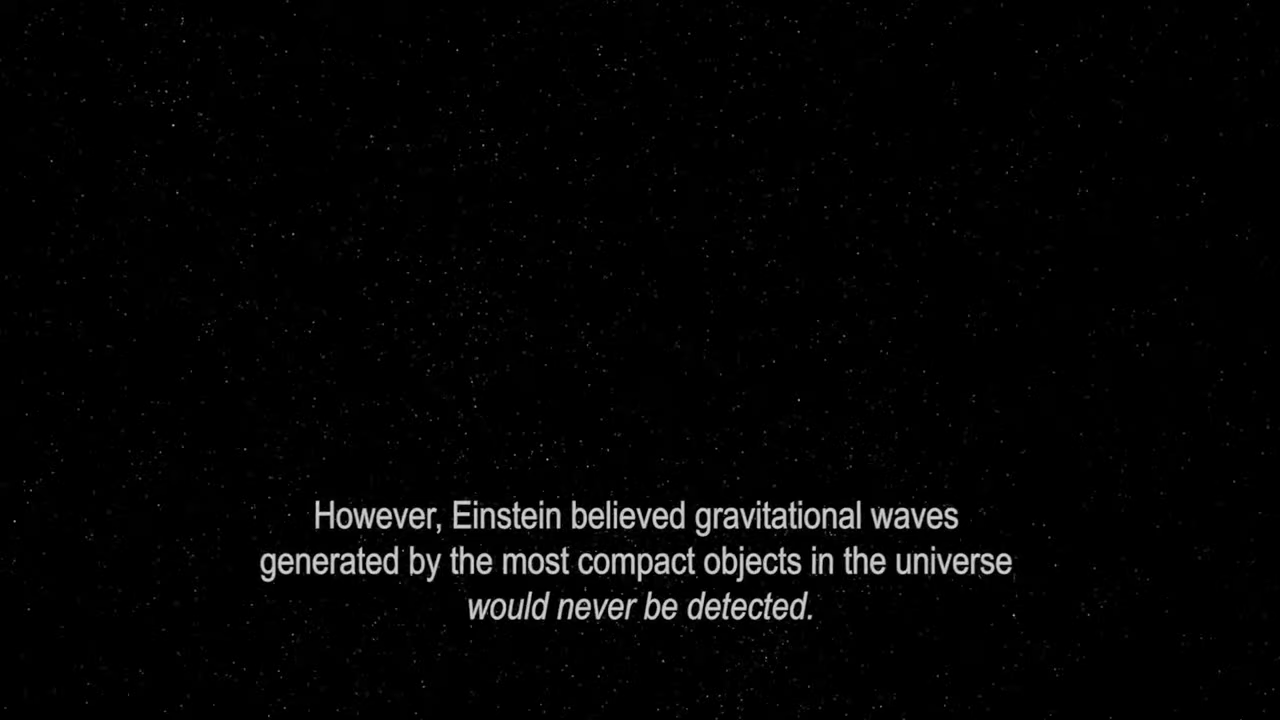 However, Einstein believed gravitational waves
generated by the most compact objects in the universe
would never be detected.